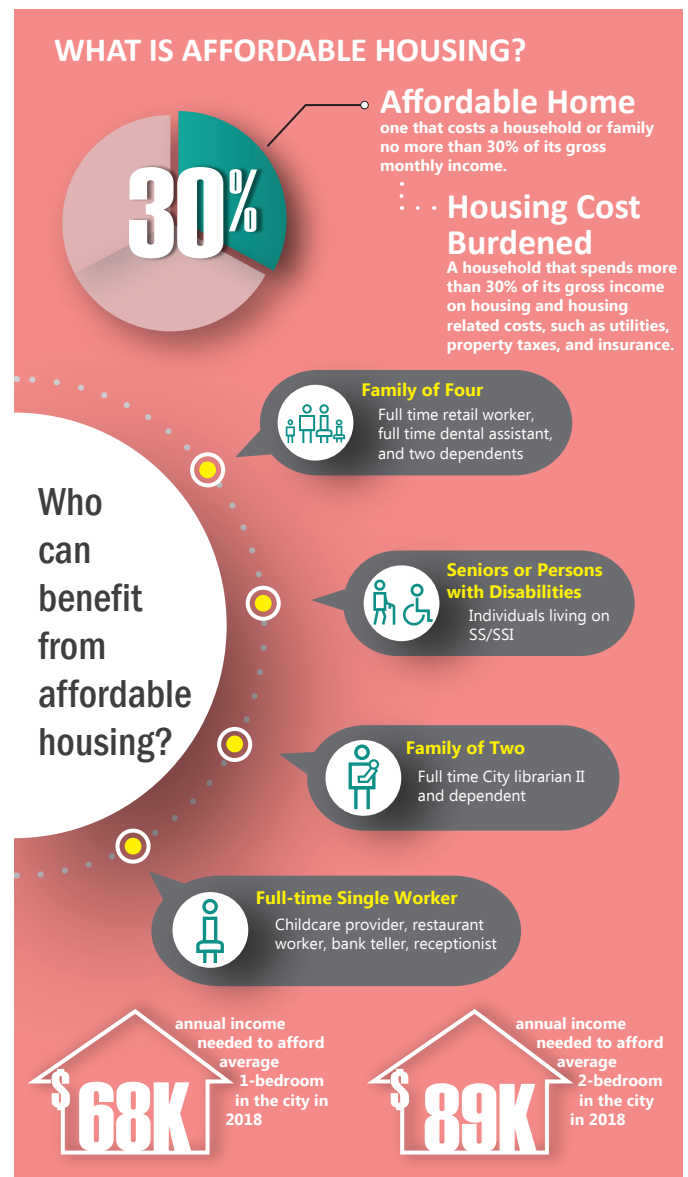 WHAT IS AFFORDABLE HOUSING?
30%
Affordable Home
one that costs a household or family
no more than 30% of its gross
monthly income.
Housing Cost
Burdened
A household that spends more
than 30% of its gross income
on housing and housing
related costs, such as utilities,
property taxes, and insurance.
Who
can
benefit
from
affordable
housing?
Family of Four
Full time retail worker,
full time dental assistant,
and two dependents
Seniors or Persons
with Disabilities
Individuals living on
SS/SSI
Family of Two
Full time City librarian II
and dependent
Full-time Single Worker
Childcare provider, restaurant
worker, bank teller, receptionist
$68K
annual income
needed to afford
average
1-bedroom
in the city in
2018
$89K
annual income
needed to afford
average
2-bedroom
in the city
in 2018